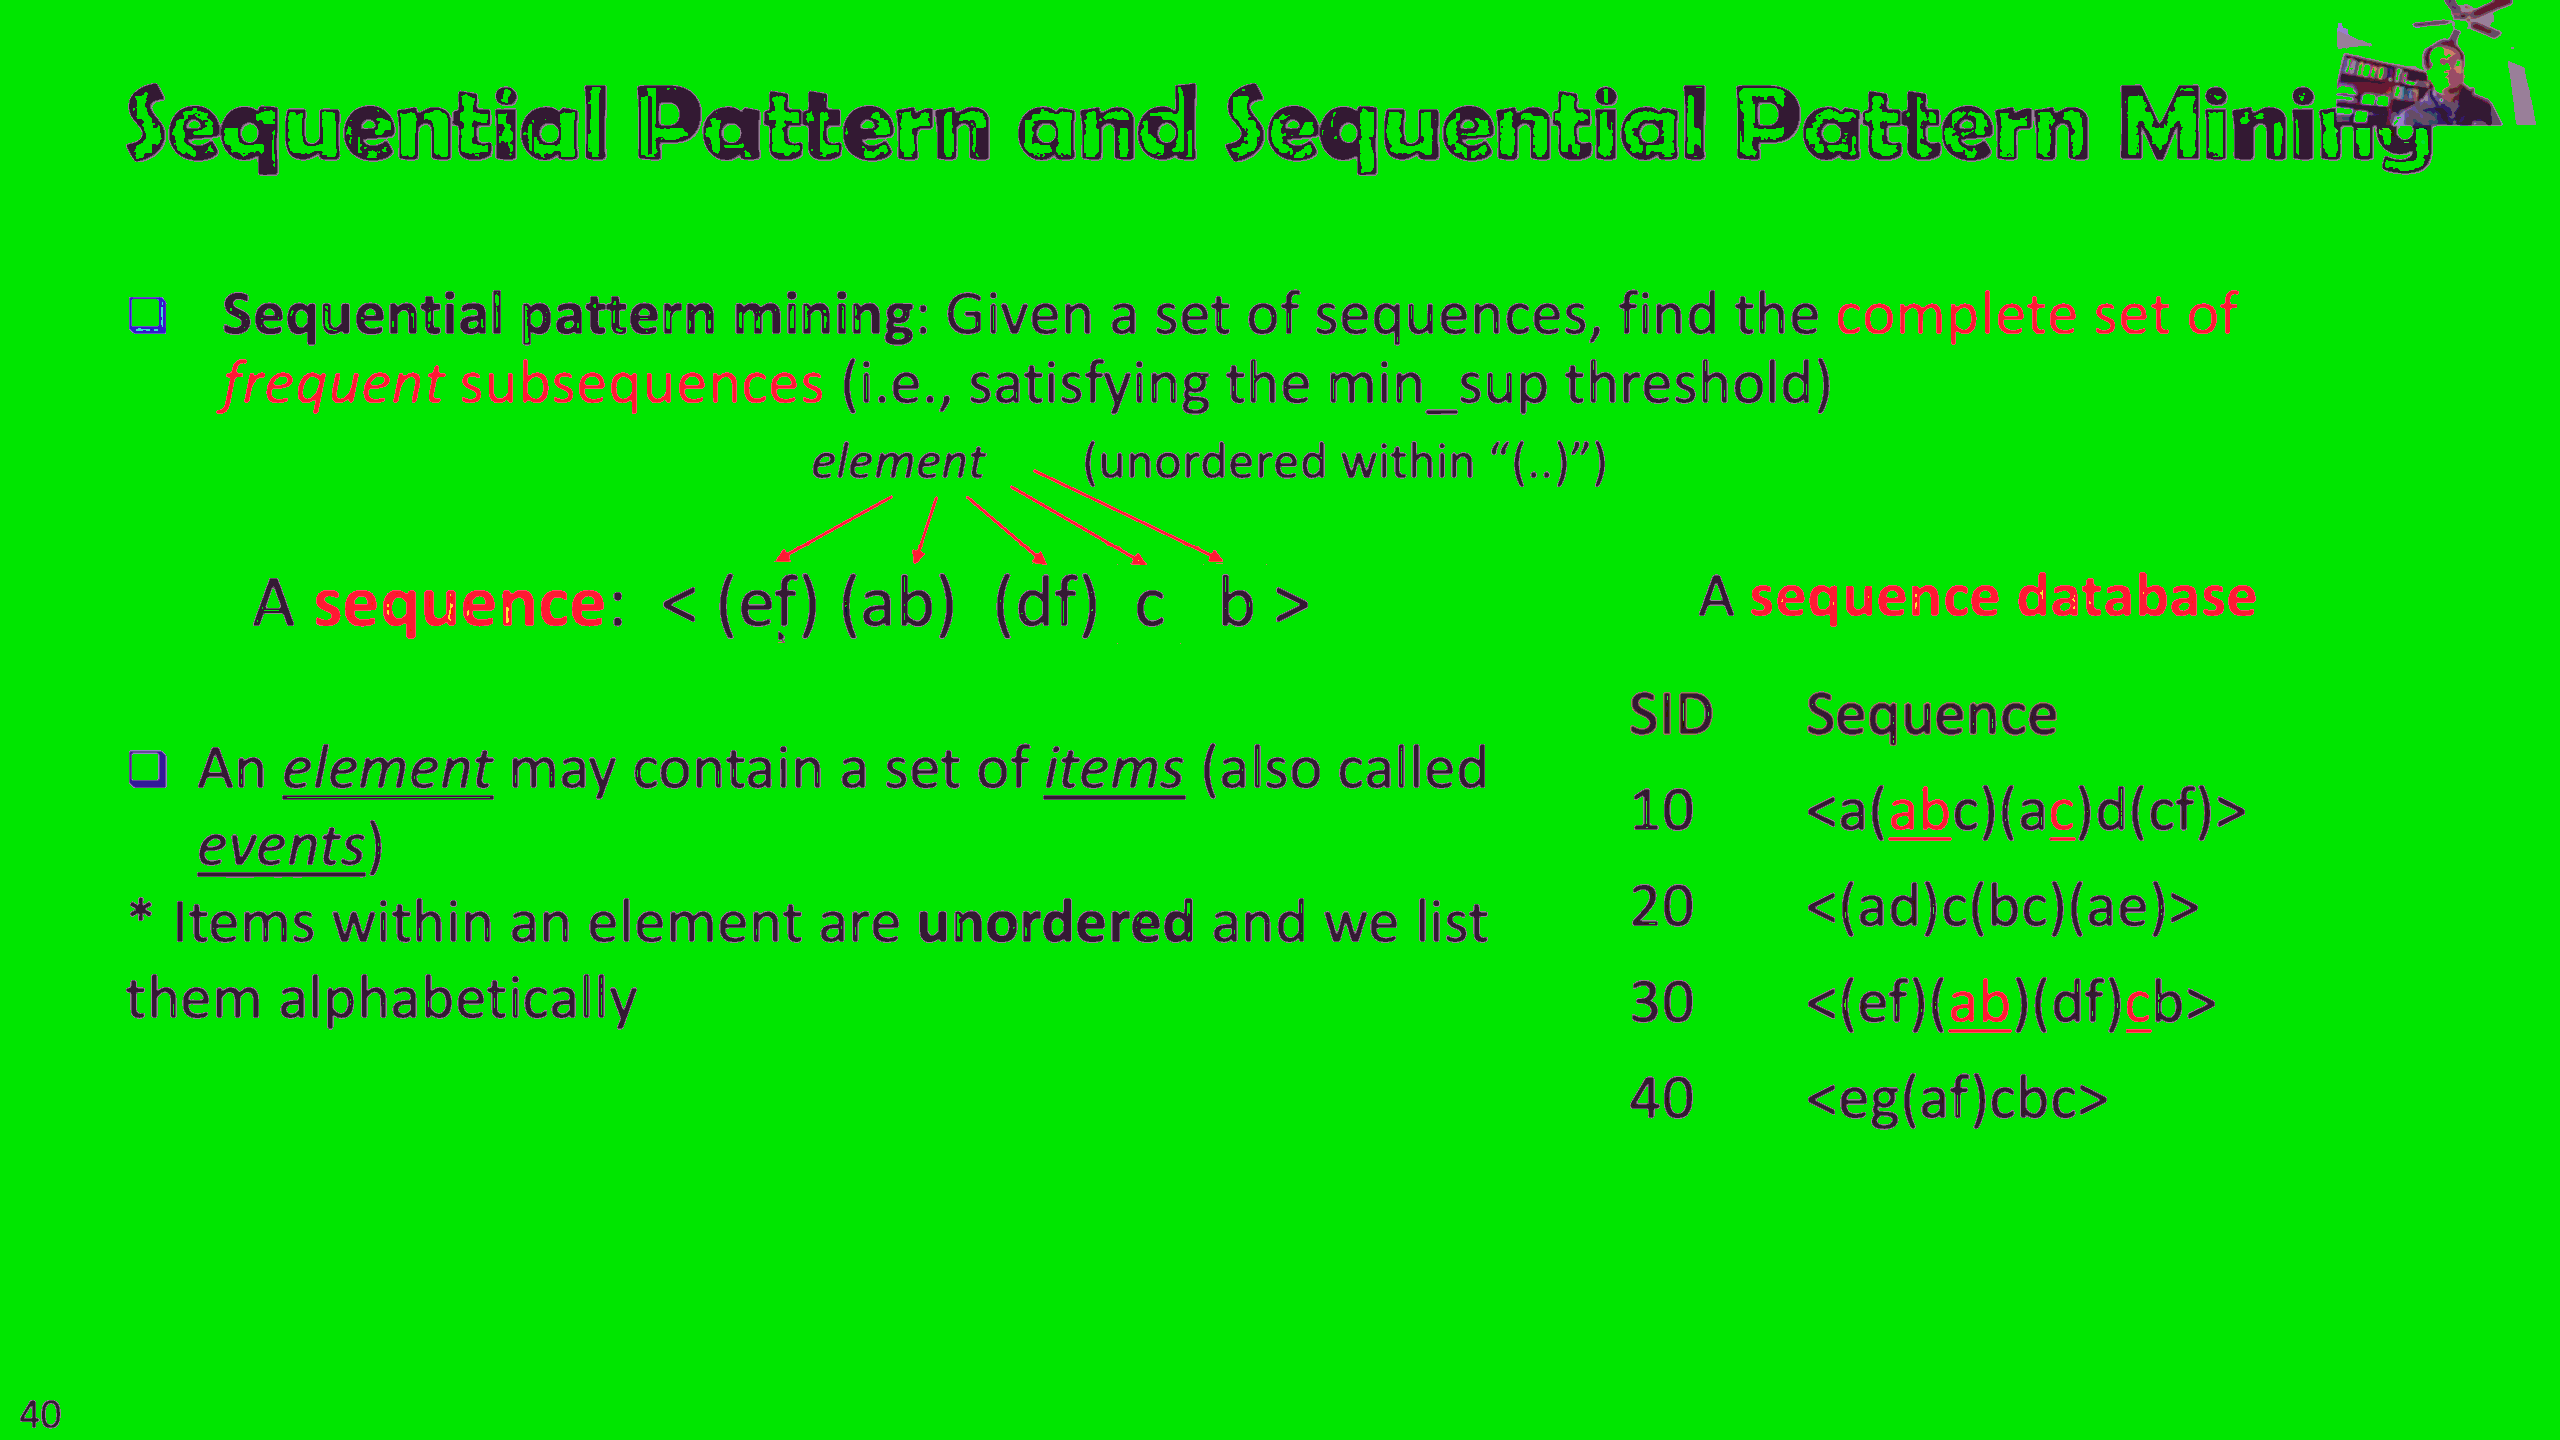 Sequential Pattern and Sequential Pattern Mining
❑ Sequential pattern mining: Given a set of sequences, find the complete set of
frequent subsequences (i.e., satisfying the min_sup threshold)
element (unordered within “(..)”)
A sequence: < (ef) (ab) (df) c b >
❑ An element may contain a set of items (also called
events)
* Items within an element are unordered and we list
them alphabetically
A sequence database
SID Sequence
10 <a(abc)(ac)d(cf)>
20 <(ad)c(bc)(ae)>
30 <(ef)(ab)(df)cb>
40 <eg(af)cbc>
40